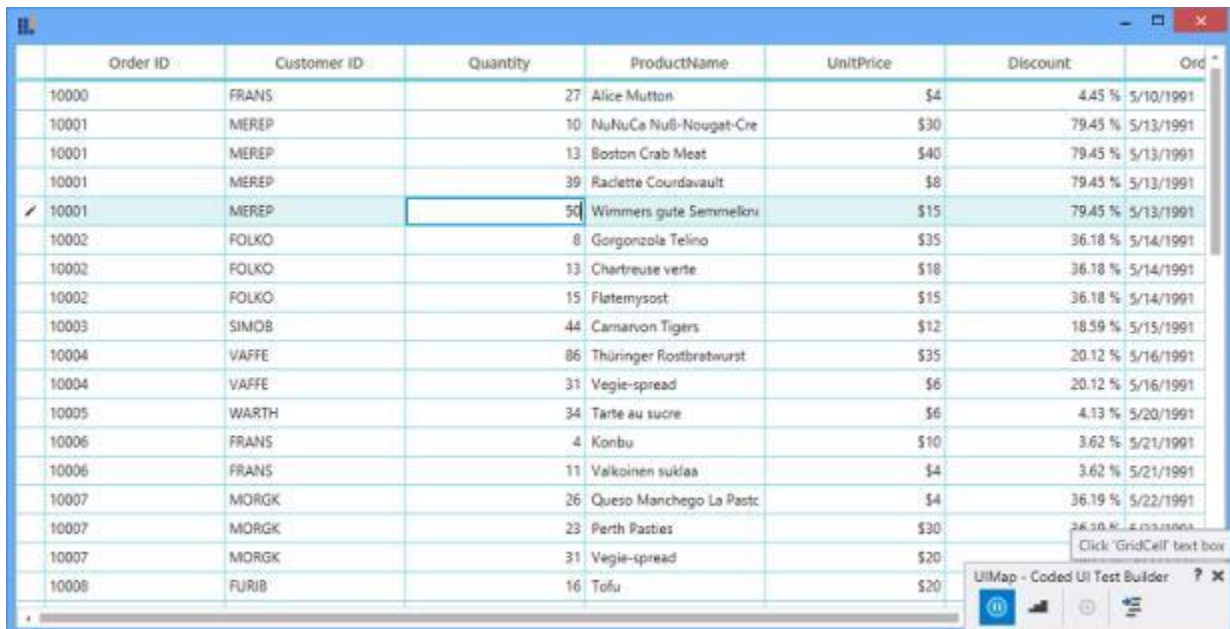 Order ID Customer ID Quantity ProductName UnitPrice Discount Ord
10000 FRANS 27 Alice Mutton $4 4.45 % 5/10/1991
10001 MEREP 10 NuNuCa Nuß-Nougat-Cre $30 79.45 % 5/13/1991
10001 MEREP 13 Boston Crab Meat $40 79.45 % 5/13/1991
10001 MEREP 39 Raclette Courdavault $8 79.45 % 5/13/1991
10001 MEREP 50 Wimmers gute Semmelkn $15 79.45 % 5/13/1991
10002 FOLKO 8 Gorgonzola Telino $35 36.18 % 5/14/1991
10002 FOLKO 13 Chartreuse verte $18 36.18 % 5/14/1991
10002 FOLKO 15 Fløtemysost $15 36.18 % 5/14/1991
10003 SIMOB 44 Carnarvon Tigers $12 18.59 % 5/15/1991
10004 VAFFE 86 Thüringer Rostbratwurst $35 20.12 % 5/16/1991
10004 VAFFE 31 Vegie-spread $6 20.12 % 5/16/1991
10005 WARTH 34 Tarte au sucre $6 4.13 % 5/20/1991
10006 FRANS 4 Konbu $10 3.62 % 5/21/1991
10006 FRANS 11 Valkoinen suklaa $4 3.62 % 5/21/1991
10007 MORGK 26 Queso Manchego La Pastc $4 36.19 % 5/22/1991
10007 MORGK 23 Perth Pasties $30
10007 MORGK 31 Vegie-spread $20
Click 'GridCell' text box
10008 FURIB 16 Tofu $20
UIMap - Coded UI Test Builder ?